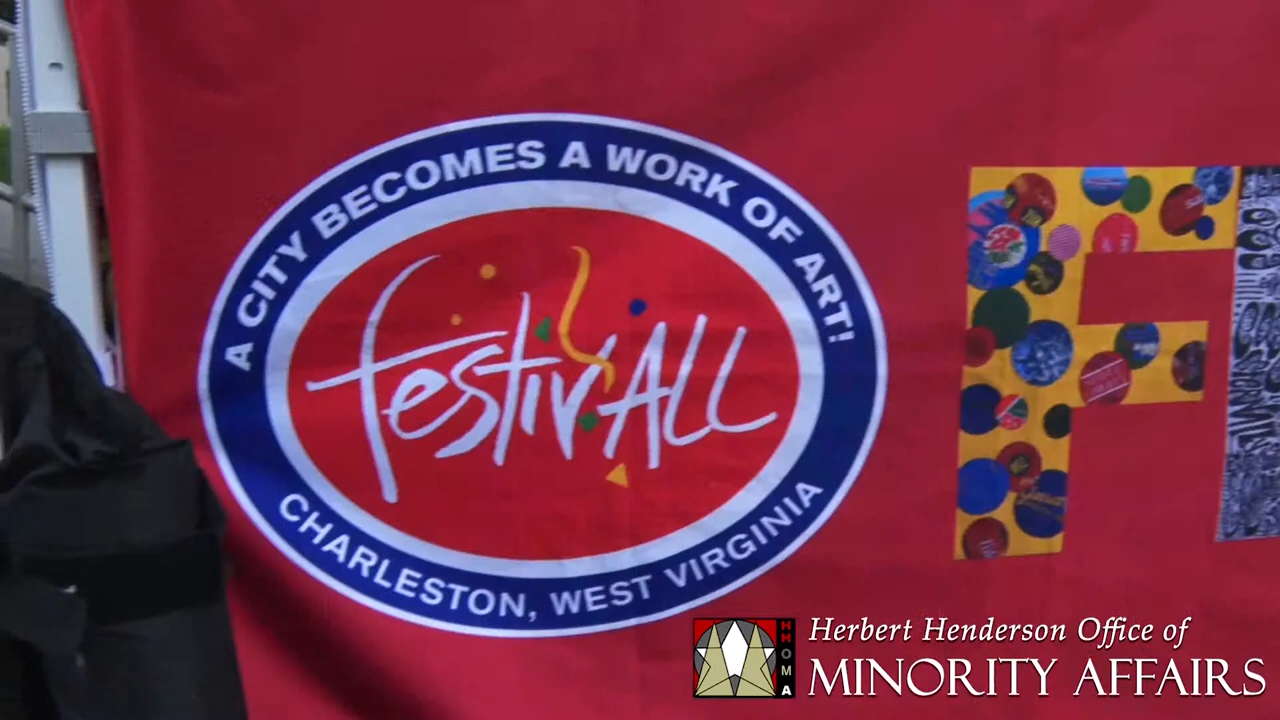 A CITY BECOMES A WORK OF ART!
FestivALL
CHARLESTON, WEST VIRGINIA
F
HHOMA
Herbert Henderson Office of
MINORITY AFFAIRS